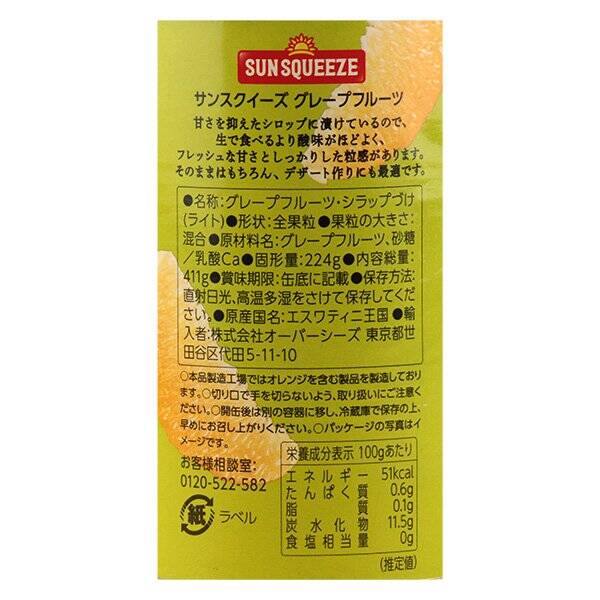 SUN SQUEEZE
サンスクイーズ グレープフルーツ
甘さを抑えたシロップに漬けているので、
生で食べるより酸味がほどよく、
フレッシュな甘さとしっかりした粒感があります。
そのままはもちろん、デザート作りにも最適です。
●名称:グレープフルーツ・シラップづけ
(ライト)●形状:全果粒●果粒の大きさ:
混合●原材料名:グレープフルーツ、砂糖
/乳酸Ca●固形量:224g●内容総量:
411g●賞味期限:缶底に記載●保存方法:
直射日光、高温多湿をさけて保存してくだ
さい。●原産国名:エスワティニ王国●輸
入者:株式会社オーバーシーズ 東京都世
田谷区代田5-11-10
○本品製造工場ではオレンジを含む製品を製造しており
ます。○切り口で手を切らないよう、取り扱いにご注意く
ださい。○開缶後は別の容器に移し、冷蔵庫で保存の上、
早めにお召し上がりください。○パッケージの写真はイ
メージです。
お客様相談室:
0120-522-582
紙 ラベル
栄養成分表示 100gあたり
エネルギー 51kcal
たんぱく質 0.6g
脂質 0.1g
炭水化物 11.5g
食塩相当量 0g
(推定値)